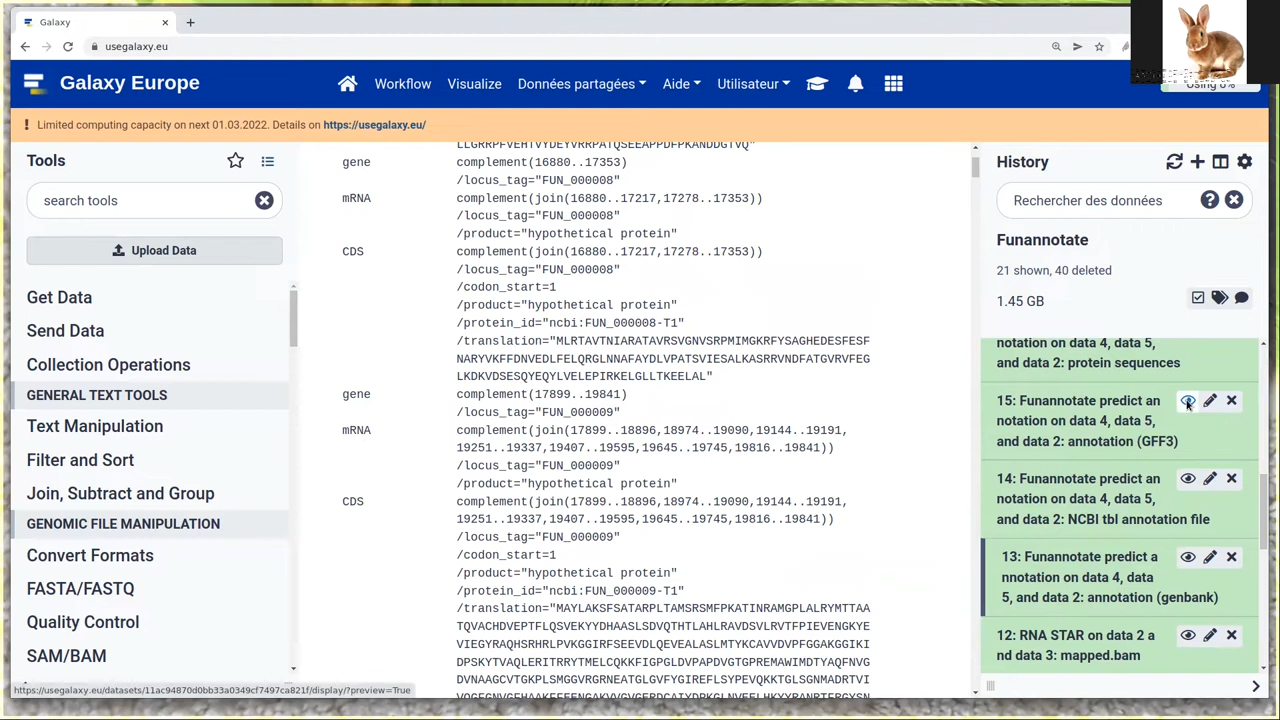 Galaxy
usegalaxy.eu
Galaxy Europe
Workflow
Visualize
Données partagées
Aide
Utilisateur
Using 6%
! Limited computing capacity on next 01.03.2022. Details on https://usegalaxy.eu/
Tools
search tools
Upload Data
Get Data
Send Data
Collection Operations
GENERAL TEXT TOOLS
Text Manipulation
Filter and Sort
Join, Subtract and Group
GENOMIC FILE MANIPULATION
Convert Formats
FASTA/FASTQ
Quality Control
SAM/BAM
https://usegalaxy.eu/datasets/11ac94870d0bb33a0349cf7497ca821f/display/?preview=True
LLGRRPFVEHTVYDEYVRRPATQSEEAPPDFPKANDDGTVQ"
gene complement(16880..17353)
/locus_tag="FUN_000008"
mRNA complement(join(16880..17217,17278..17353))
/locus_tag="FUN_000008"
/product="hypothetical protein"
CDS complement(join(16880..17217,17278..17353))
/locus_tag="FUN_000008"
/codon_start=1
/product="hypothetical protein"
/protein_id="ncbi:FUN_000008-T1"
/translation="MLRTAVTNIARATAVRSVGNVSRPMIMGKRFYSAGHEDESFESF
NARYVKFFDNVEDLFELQRGLNNAFAYDLVPATSVIESALKASRRVNDFATGVRVFEG
LKDKVDSESQYEQYLVELEPIRKELGLLTKEELAL"
gene complement(17899..19841)
/locus_tag="FUN_000009"
mRNA complement(join(17899..18896,18974..19090,19144..19191,
19251..19337,19407..19595,19645..19745,19816..19841))
/locus_tag="FUN_000009"
/product="hypothetical protein"
CDS complement(join(17899..18896,18974..19090,19144..19191,
19251..19337,19407..19595,19645..19745,19816..19841))
/locus_tag="FUN_000009"
/codon_start=1
/product="hypothetical protein"
/protein_id="ncbi:FUN_000009-T1"
/translation="MAYLAKSFSATARPLTAMSRSMFPKATINRAMGPLALRYMTTAA
TQVACHDVEPTFLQSVEKYYDHAASLSDVQTHTLAHLRAVDSVLRVTFPIEVENGKYE
VIEGYRAQHSRHRLPVKGGIRFSEEVDLQEVEALASLMTYKCAVVDVPFGGAKGGIKI
DPSKYTVAQLERITRRYTMELCQKKFIGPGLDVPAPDVGTGPREMAWIMDTYAQFNVG
DVNAAGCVTGKPLSMGGVRGRNEATGLGVFYGIREFLSYPEVQKKTGLSGNMADRTVI
History
Rechercher des données
Funannotate
21 shown, 40 deleted
1.45 GB
notation on data 4, data 5,
and data 2: protein sequences
15: Funannotate predict an
notation on data 4, data 5,
and data 2: annotation (GFF3)
14: Funannotate predict an
notation on data 4, data 5,
and data 2: NCBI tbl annotation file
13: Funannotate predict a
nnotation on data 4, data
5, and data 2: annotation (genbank)
12: RNA STAR on data 2 a
nd data 3: mapped.bam